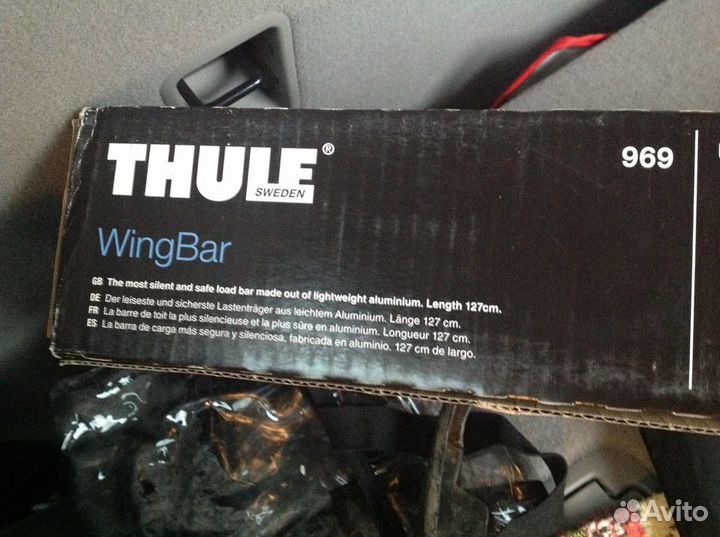 THULE®
SWEDEN
969
WingBar
GB The most silent and safe load bar made out of lightweight aluminium. Length 127cm.
DE Der leiseste und sicherste Lastenträger aus leichtem Aluminium. Länge 127 cm.
FR La barre de toit la plus silencieuse et la plus sûre en aluminium. Longueur 127 cm.
ES La barra de carga más segura y silenciosa, fabricada en aluminio. 127 cm de largo.
Avito